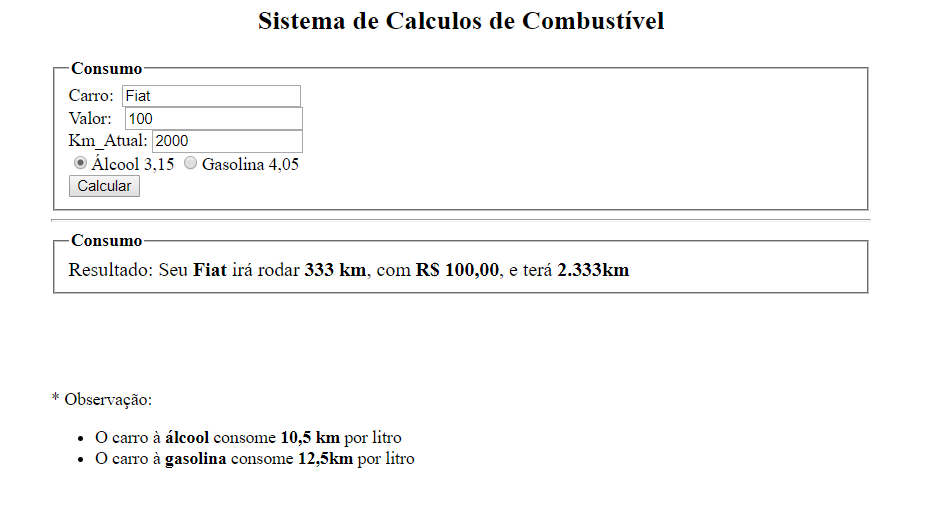 Sistema de Calculos de Combustível
Consumo
Carro: Fiat
Valor: 100
Km_Atual: 2000
Álcool 3,15 Gasolina 4,05
Calcular
Consumo
Resultado: Seu Fiat irá rodar 333 km, com R$ 100,00, e terá 2.333km
* Observação:
• O carro à álcool consome 10,5 km por litro
• O carro à gasolina consome 12,5km por litro